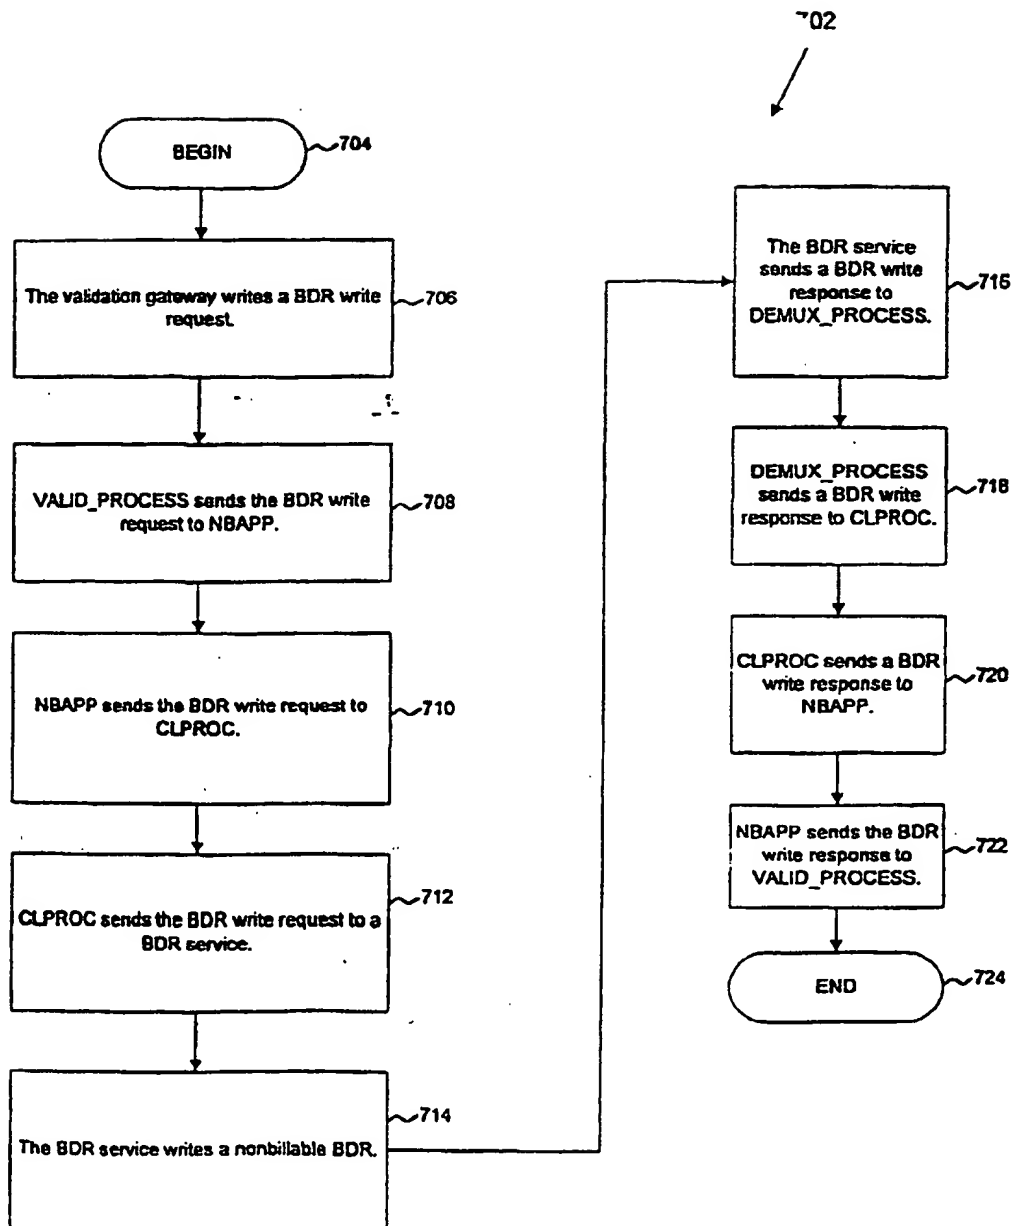 702
BEGIN
704
The validation gateway writes a BDR write
request.
706
VALID_PROCESS sends the BDR write
request to NBAPP.
708
NBAPP sends the BDR write request to
CLPROC.
710
CLPROC sends the BDR write request to a
BDR service.
712
The BDR service writes a nonbillable BDR.
714
The BDR service
sends a BDR write
response to
DEMUX_PROCESS.
716
DEMUX_PROCESS
sends a BDR write
response to CLPROC.
718
CLPROC sends a BDR
write response to
NBAPP.
720
NBAPP sends the BDR
write response to
VALID_PROCESS.
722
END
724